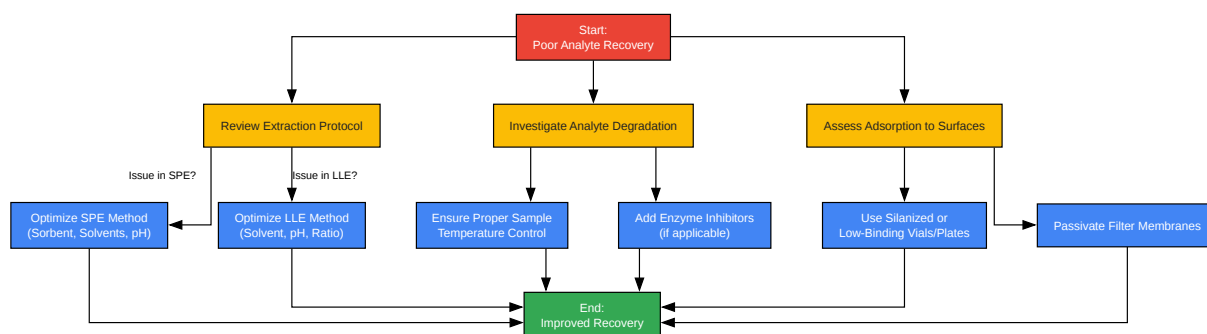 Start:
Poor Analyte Recovery
Review Extraction Protocol
Investigate Analyte Degradation
Assess Adsorption to Surfaces
Issue in SPE?
Issue in LLE?
Optimize SPE Method
(Sorbent, Solvents, pH)
Optimize LLE Method
(Solvent, pH, Ratio)
Ensure Proper Sample
Temperature Control
Add Enzyme Inhibitors
(if applicable)
Use Silanized or
Low-Binding Vials/Plates
Passivate Filter Membranes
End:
Improved Recovery